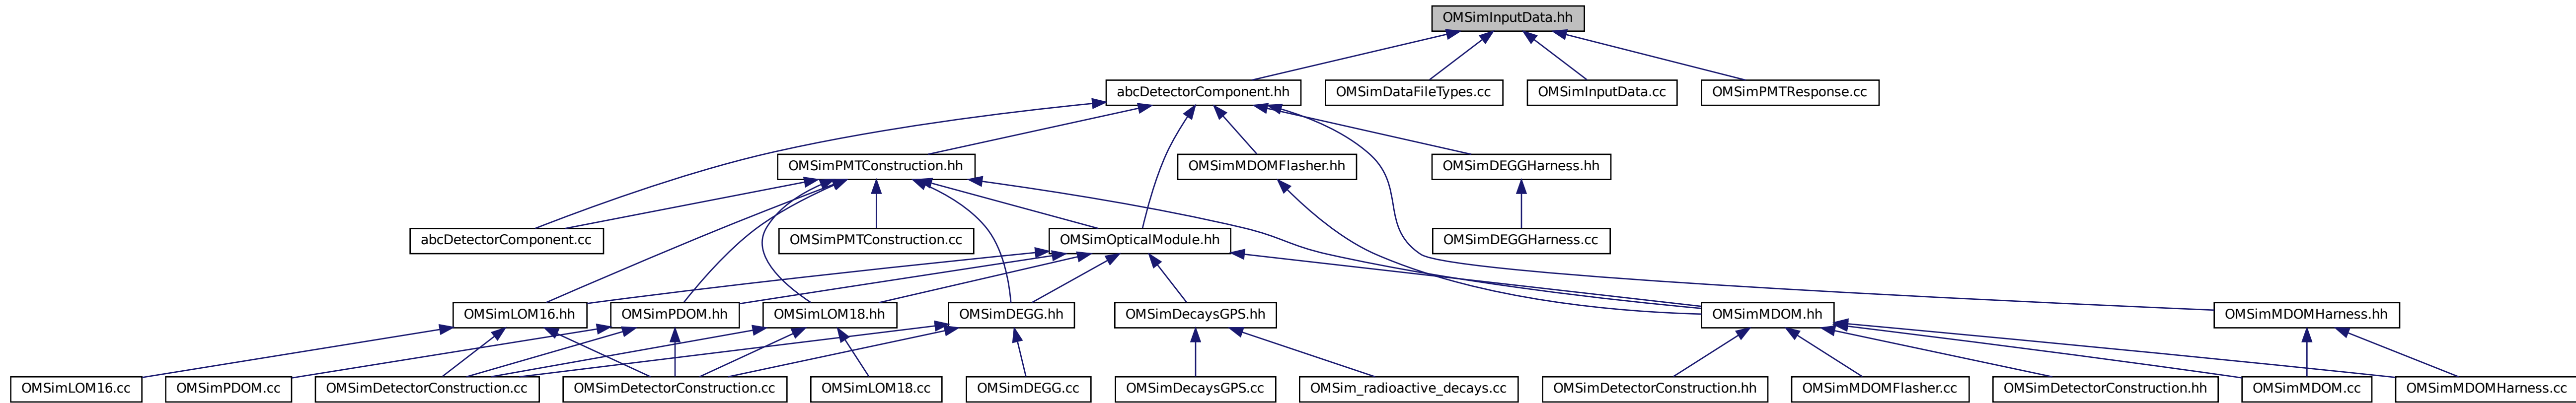 OMSimInputData.hh
abcDetectorComponent.hh
OMSimDataFileTypes.cc
OMSimInputData.cc
OMSimPMTResponse.cc
OMSimPMTConstruction.hh
OMSimMDOMFlasher.hh
OMSimDEGGHarness.hh
abcDetectorComponent.cc
OMSimPMTConstruction.cc
OMSimOpticalModule.hh
OMSimDEGGHarness.cc
OMSimLOM16.hh
OMSimPDOM.hh
OMSimLOM18.hh
OMSimDEGG.hh
OMSimDecaysGPS.hh
OMSimMDOM.hh
OMSimMDOMHarness.hh
OMSimLOM16.cc
OMSimPDOM.cc
OMSimDetectorConstruction.cc
OMSimDetectorConstruction.cc
OMSimLOM18.cc
OMSimDEGG.cc
OMSimDecaysGPS.cc
OMSim_radioactive_decays.cc
OMSimDetectorConstruction.hh
OMSimMDOMFlasher.cc
OMSimDetectorConstruction.hh
OMSimMDOM.cc
OMSimMDOMHarness.cc